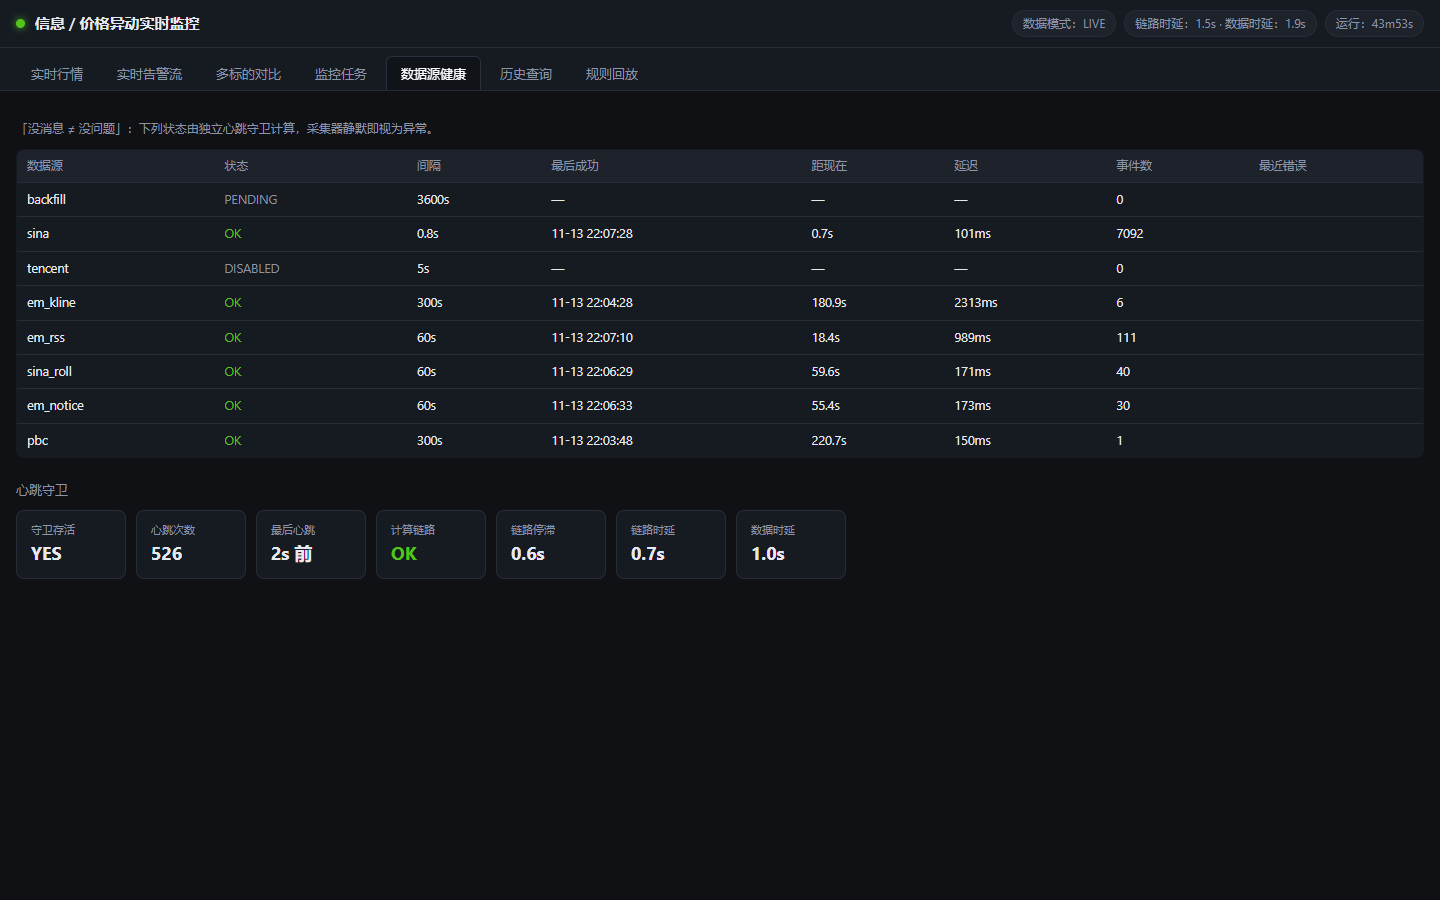 信息 / 价格异动实时监控 数据模式：LIVE 链路时延：1.5s · 数据时延：1.9s 运行：43m53s
实时行情 实时告警流 多标的对比 监控任务 数据源健康 历史查询 规则回放
「没消息 ≠ 没问题」：下列状态由独立心跳守卫计算，采集器静默即视为异常。
数据源 状态 间隔 最后成功 距现在 延迟 事件数 最近错误
backfill PENDING 3600s — — — 0
sina OK 0.8s 11-13 22:07:28 0.7s 101ms 7092
tencent DISABLED 5s — — — 0
em_kline OK 300s 11-13 22:04:28 180.9s 2313ms 6
em_rss OK 60s 11-13 22:07:10 18.4s 989ms 111
sina_roll OK 60s 11-13 22:06:29 59.6s 171ms 40
em_notice OK 60s 11-13 22:06:33 55.4s 173ms 30
pbc OK 300s 11-13 22:03:48 220.7s 150ms 1
心跳守卫
守卫存活 心跳次数 最后心跳 计算链路 链路停滞 链路时延 数据时延
YES 526 2s 前 OK 0.6s 0.7s 1.0s